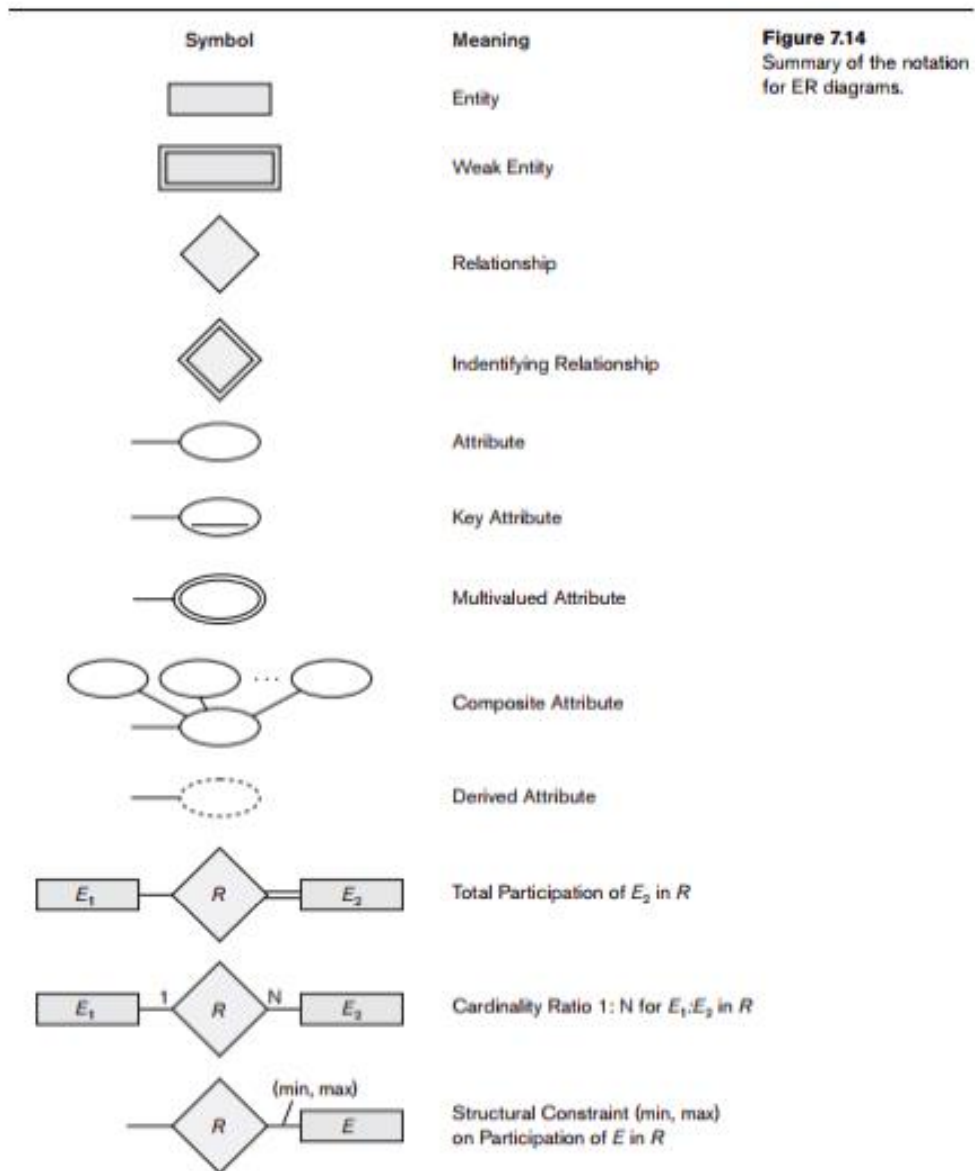 Symbol
Meaning
Figure 7.14
Summary of the notation
for ER diagrams.
Entity
Weak Entity
Relationship
Indentifying Relationship
Attribute
Key Attribute
Multivalued Attribute
. . .
Composite Attribute
Derived Attribute
E₁ R E₂
Total Participation of E₂ in R
E₁ 1 R N E₂
Cardinality Ratio 1: N for E₁:E₂ in R
(min, max)
R E
Structural Constraint (min, max)
on Participation of E in R